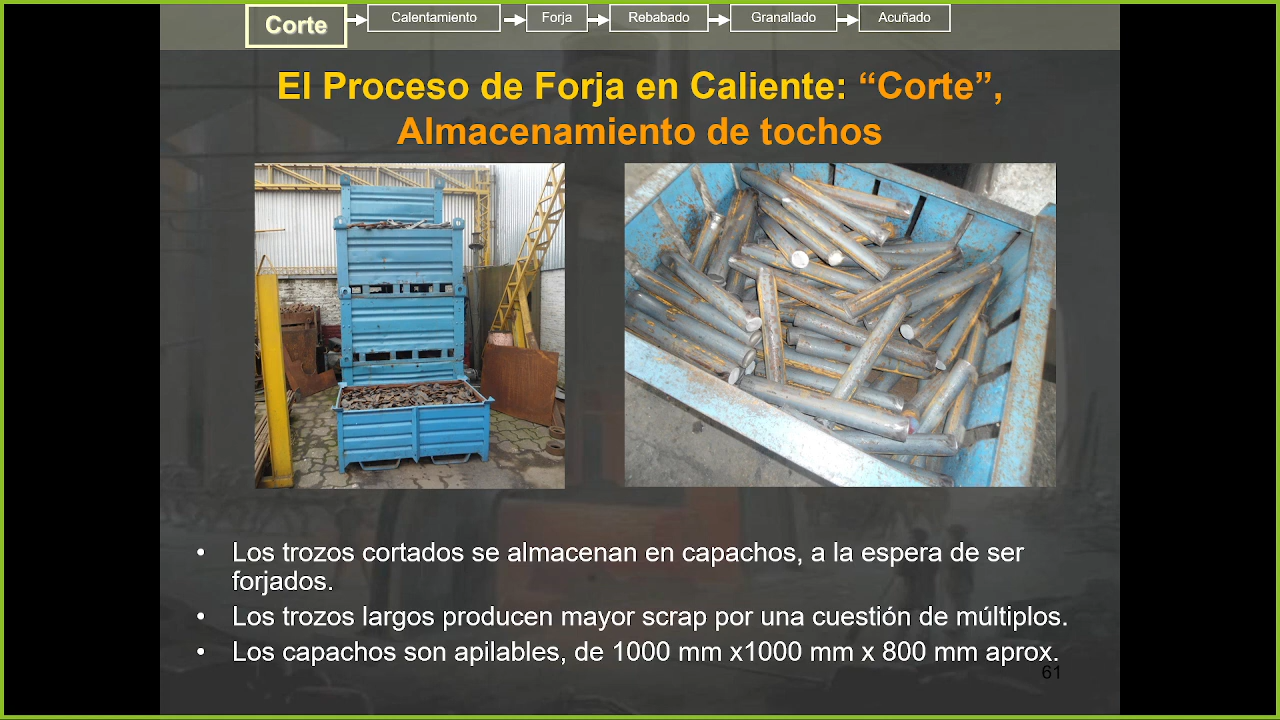 Corte
Calentamiento
Forja
Rebabado
Granallado
Acuñado
El Proceso de Forja en Caliente: “Corte”,
Almacenamiento de tochos
• Los trozos cortados se almacenan en capachos, a la espera de ser
forjados.
• Los trozos largos producen mayor scrap por una cuestión de múltiplos.
• Los capachos son apilables, de 1000 mm x1000 mm x 800 mm aprox.
61